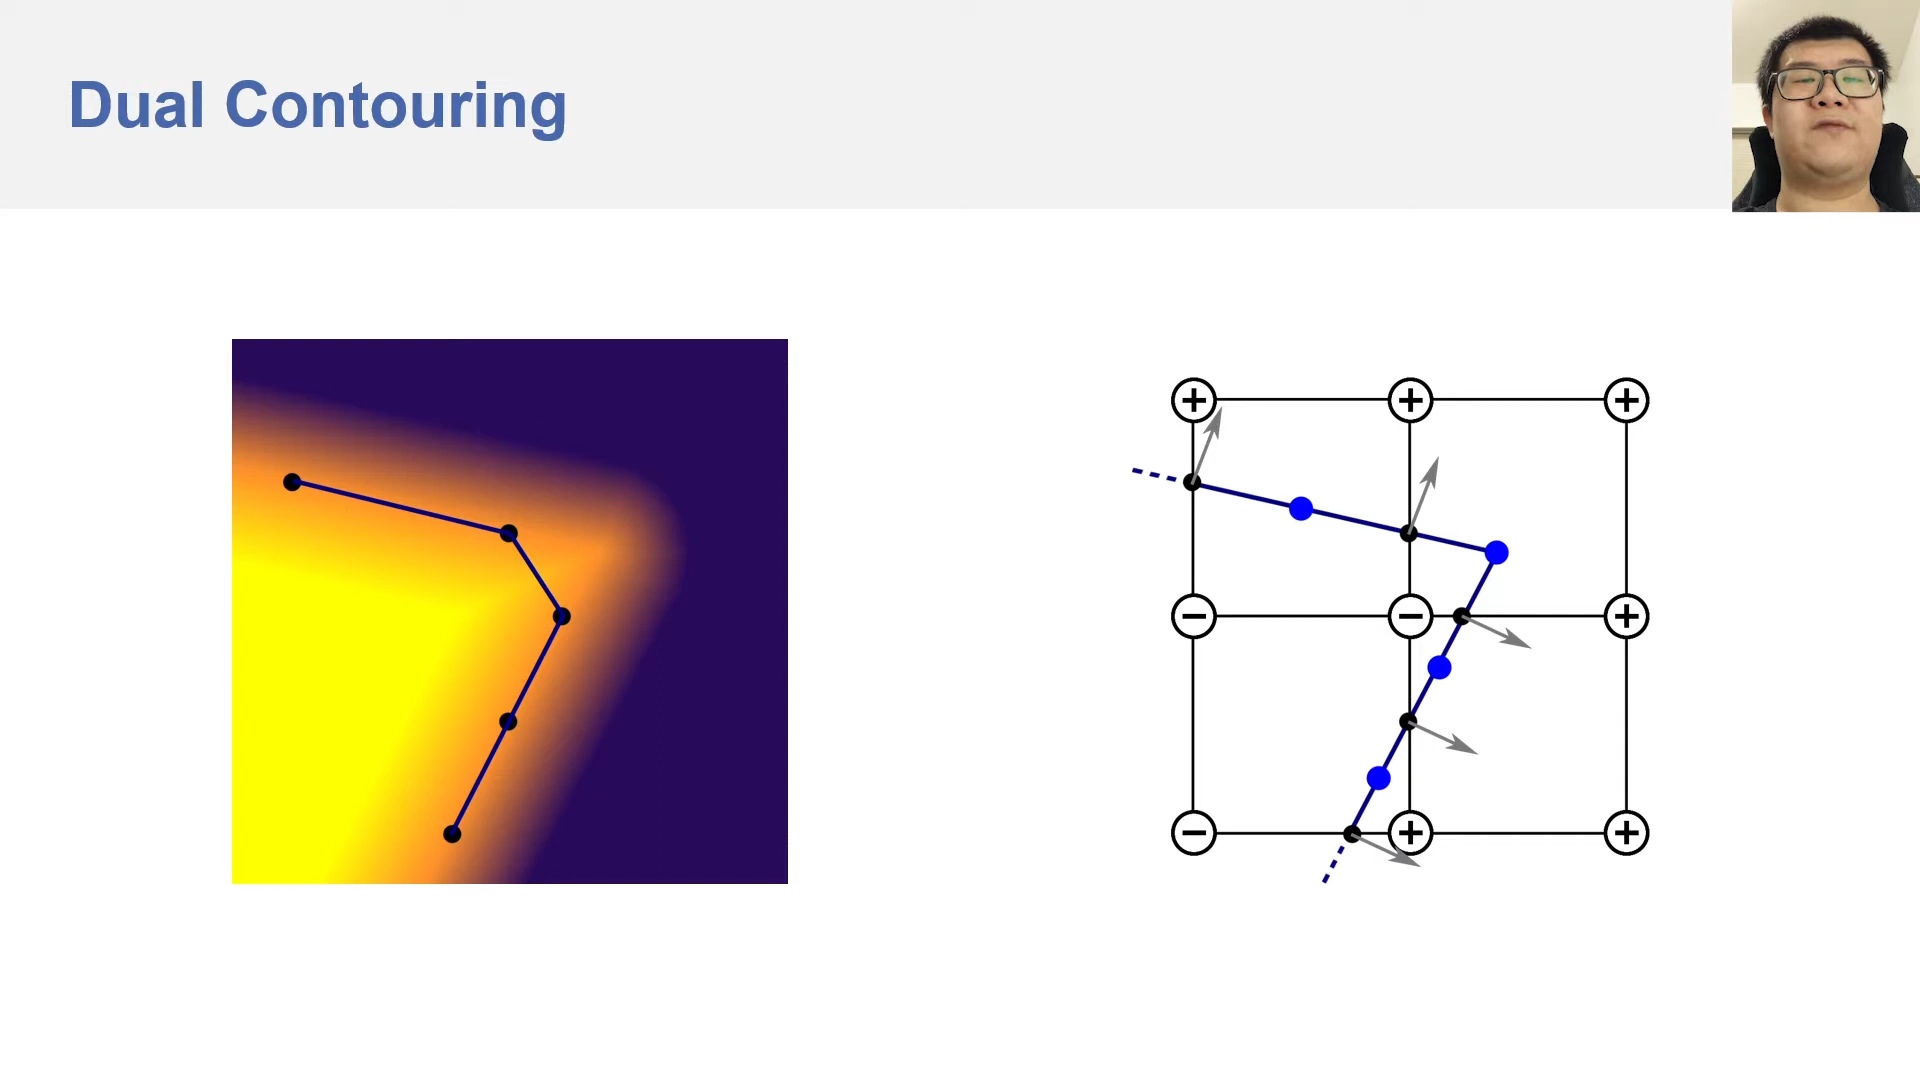 Dual Contouring
+ + +
− − +
− + +